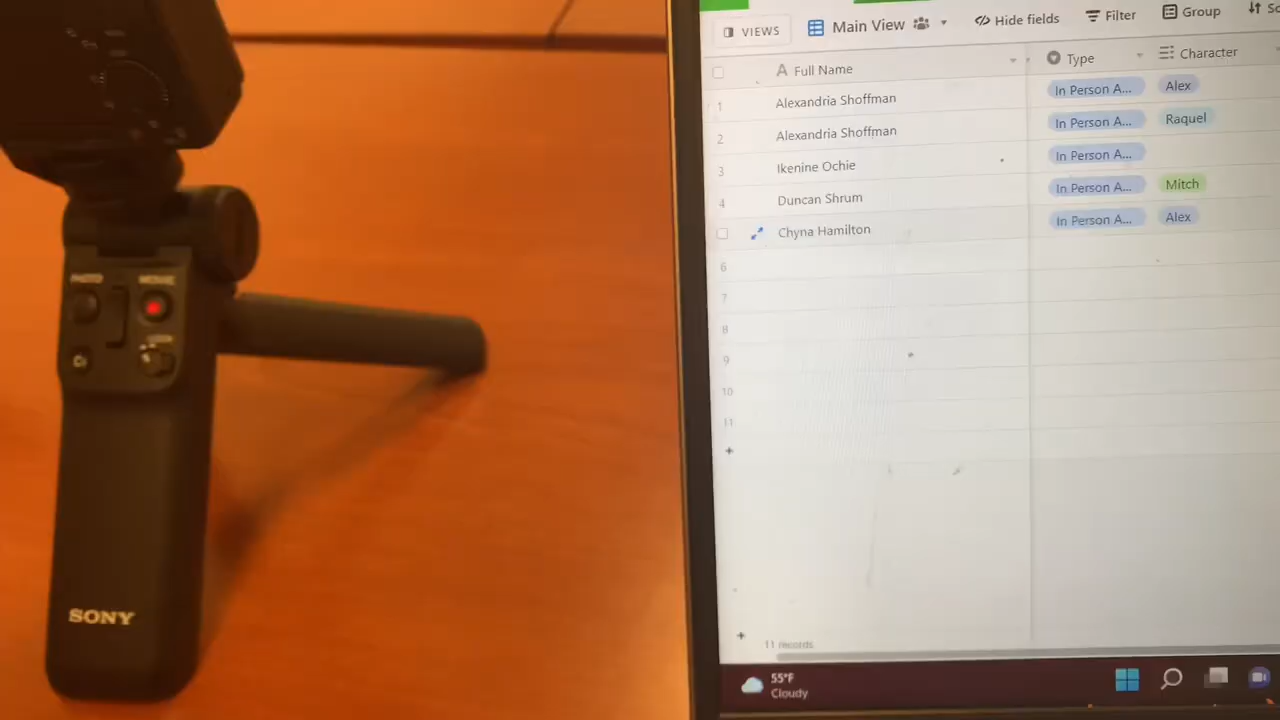 VIEWS Main View Hide fields Filter Group
Full Name Type Character
1 Alexandria Shoffman In Person A... Alex
2 Alexandria Shoffman In Person A... Raquel
3 Ikenine Ochie In Person A...
4 Duncan Shrum In Person A... Mitch
Chyna Hamilton In Person A... Alex
6
7
8
9
10
11
11 records
55°F
Cloudy
PHOTO MOVIE
SONY